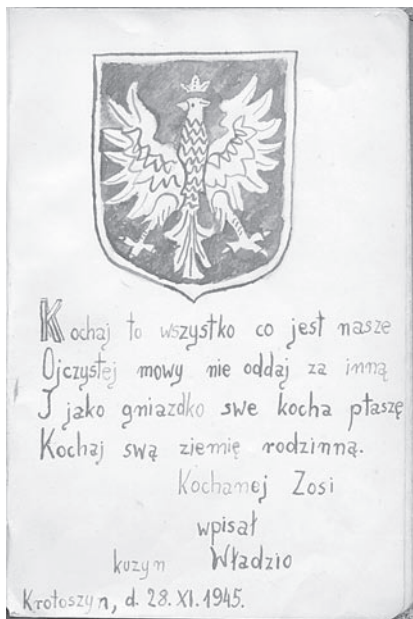 Kochaj to wszystko co jest nasze
Ojczystej mowy nie oddaj za inną
I jako gniazdko swe kocha ptaszę
Kochaj swą ziemię rodzinną.
Kochanej Zosi
wpisał
kuzyn Władzio
Krotoszyn, d. 28. XI. 1945.